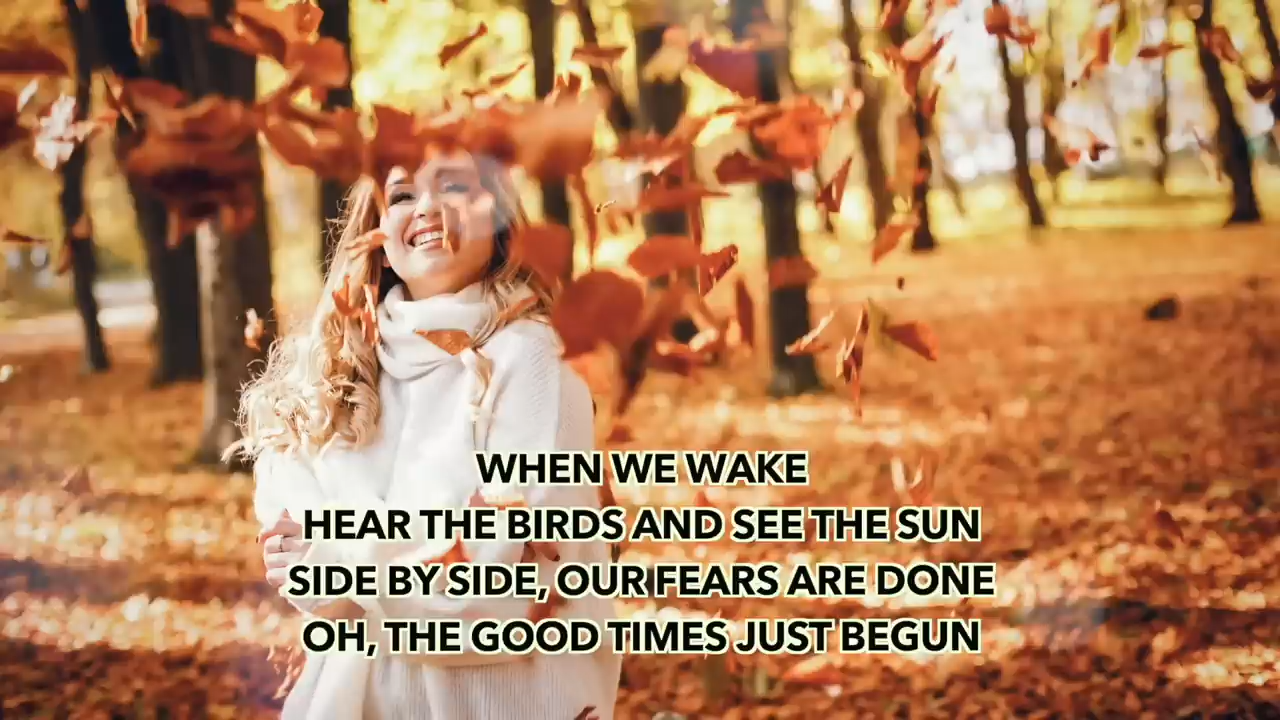 WHEN WE WAKE
HEAR THE BIRDS AND SEE THE SUN
SIDE BY SIDE, OUR FEARS ARE DONE
OH, THE GOOD TIMES JUST BEGUN